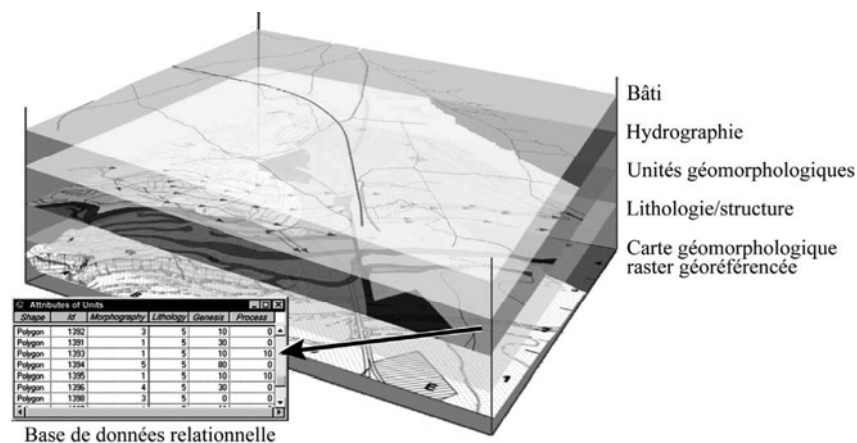 Bâti
Hydrographie
Unités géomorphologiques
Lithologie/structure
Carte géomorphologique
raster géoréférencée
Attributes of Units
Shape Id Morphography Lithology Genesis Process
Polygon 1392 3 5 10 0
Polygon 1391 1 5 30 0
Polygon 1393 1 5 10 10
Polygon 1394 5 5 80 0
Polygon 1395 1 5 10 10
Polygon 1396 4 5 30 0
Polygon 1398 3 5 0 0
E
Base de données relationnelle